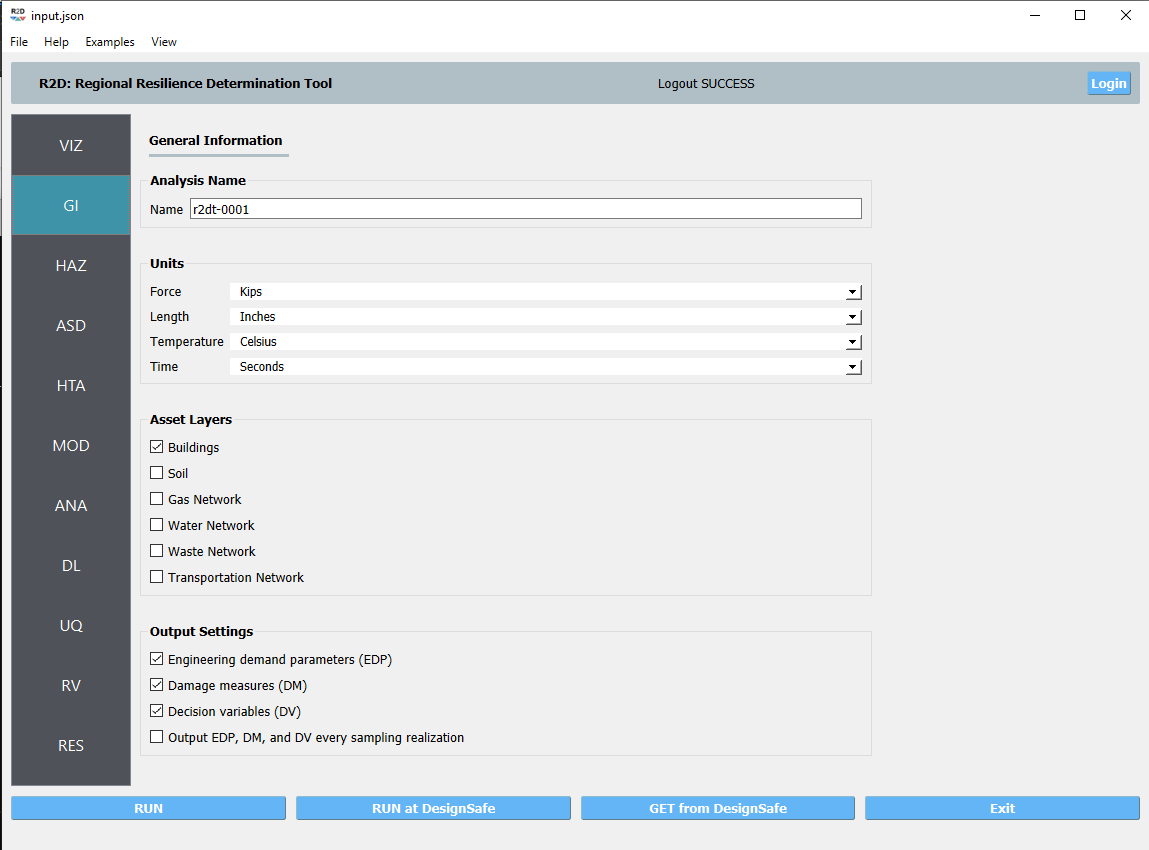 R2D
input.json
File Help Examples View
R2D: Regional Resilience Determination Tool Logout SUCCESS Login
VIZ
GI
HAZ
ASD
HTA
MOD
ANA
DL
UQ
RV
RES
General Information
Analysis Name
Name r2dt-0001
Units
Force Kips
Length Inches
Temperature Celsius
Time Seconds
Asset Layers
Buildings
Soil
Gas Network
Water Network
Waste Network
Transportation Network
Output Settings
Engineering demand parameters (EDP)
Damage measures (DM)
Decision variables (DV)
Output EDP, DM, and DV every sampling realization
RUN RUN at DesignSafe GET from DesignSafe Exit